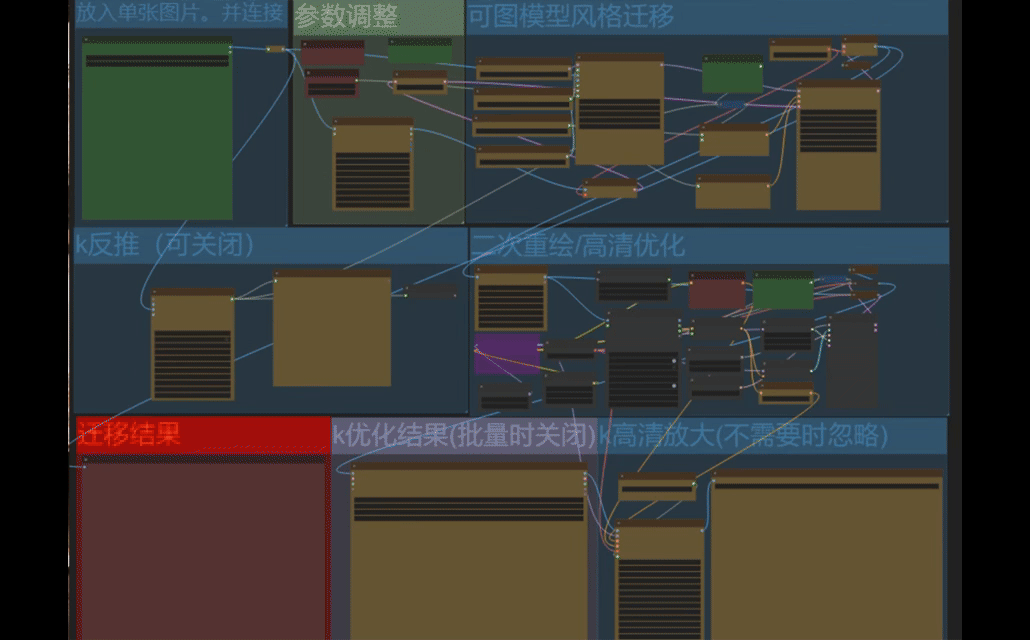 放入单张图片。并连接
参数调整
可图模型风格迁移
k反推（可关闭）
二次重绘/高清优化
迁移结果
k优化结果(批量时关闭)
k高清放大(不需要时忽略)